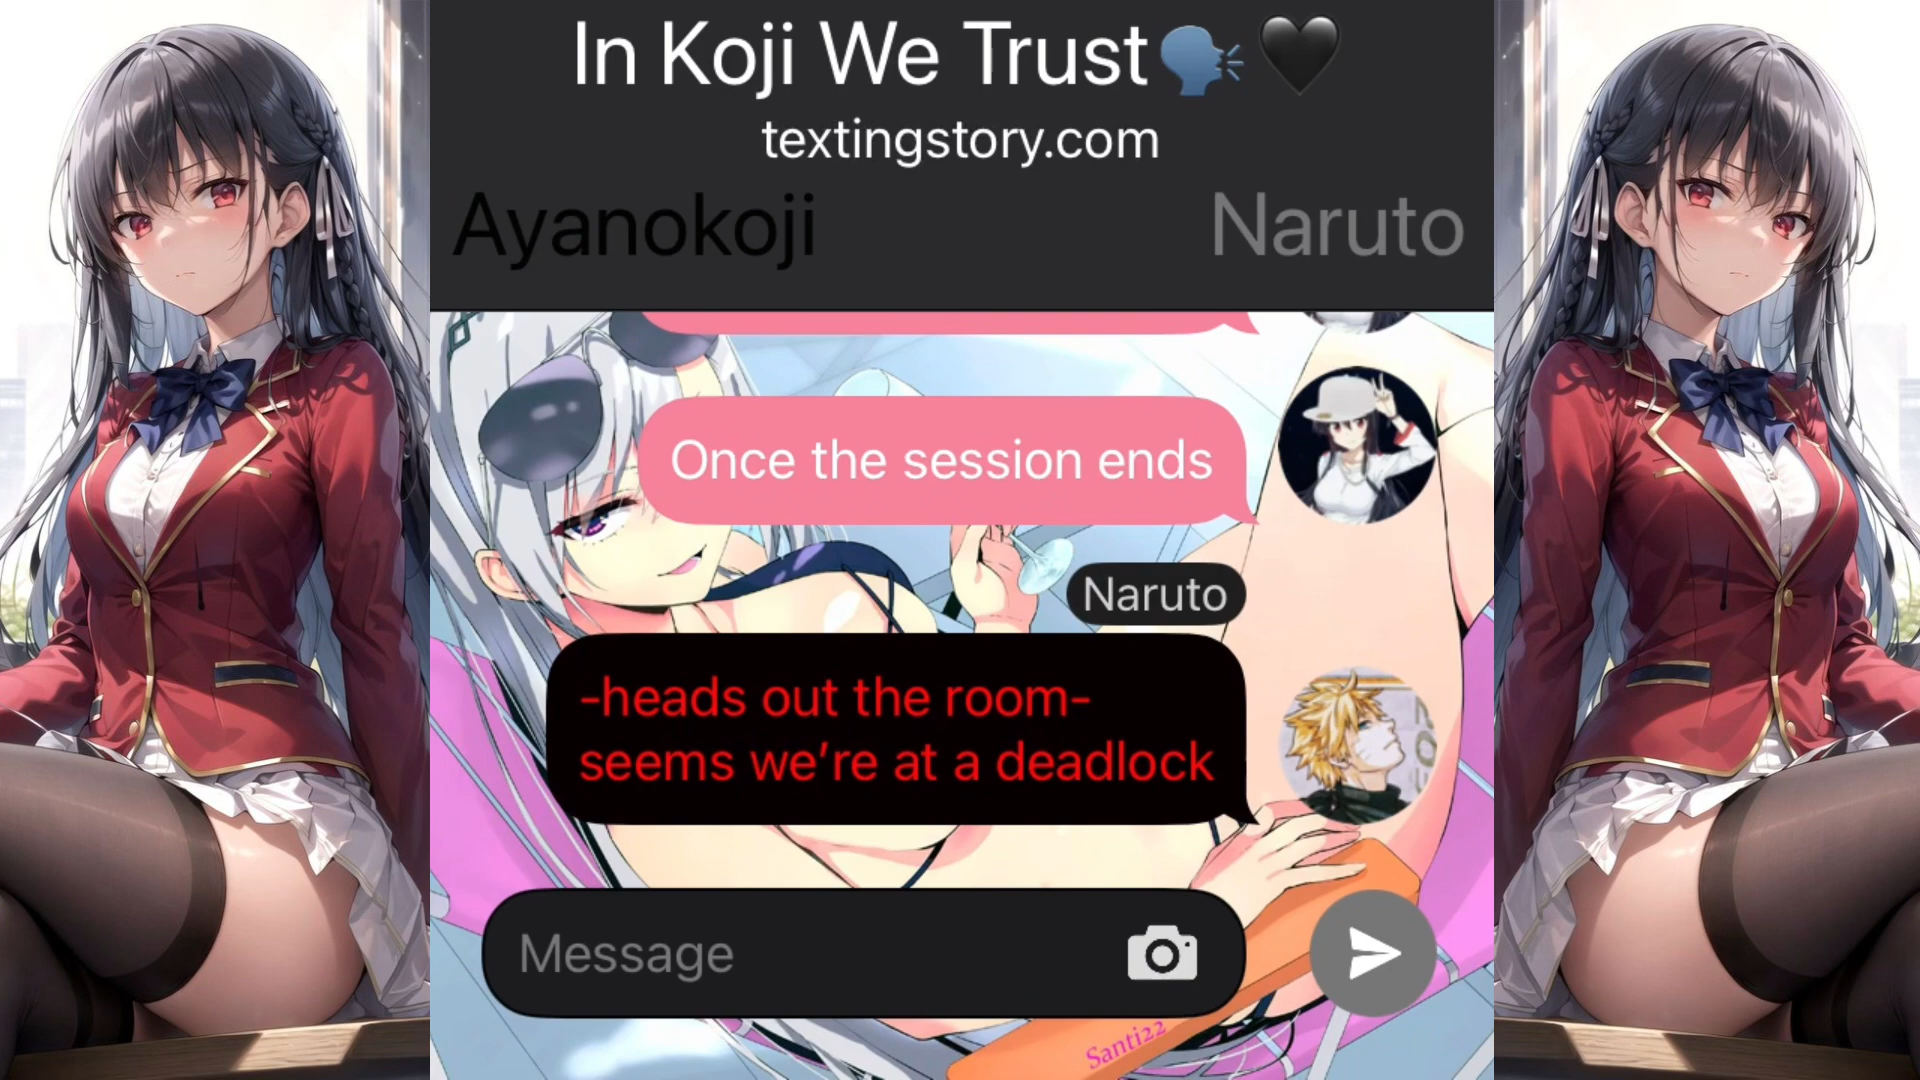 In Koji We Trust🗣️🖤
textingstory.com
Ayanokoji
Naruto
Once the session ends
Naruto
-heads out the room-
seems we’re at a deadlock
Message
Santi22